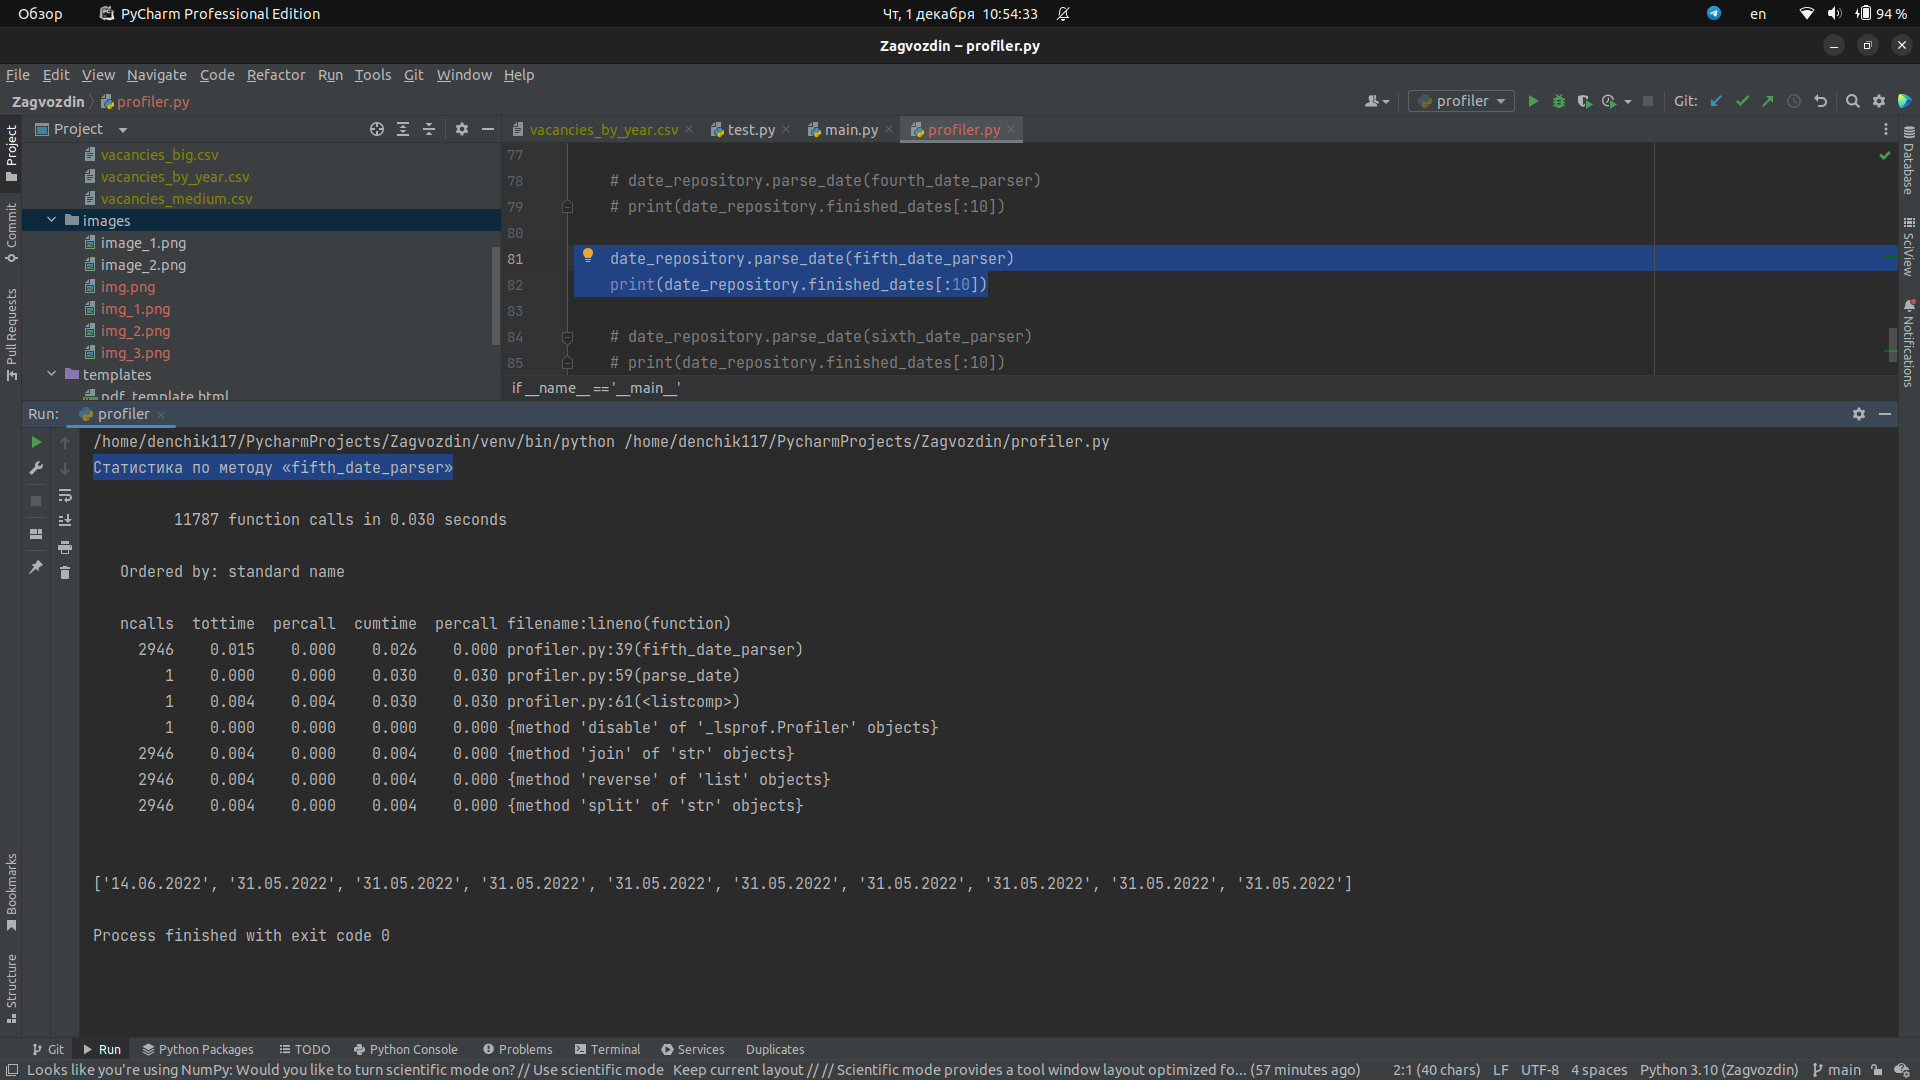 Обзор PyCharm Professional Edition Чт, 1 декабря 10:54:33 en 94 %
Zagvozdin – profiler.py
File Edit View Navigate Code Refactor Run Tools Git Window Help
Zagvozdin profiler.py profiler Git:
Project vacancies_by_year.csv test.py main.py profiler.py
vacancies_big.csv
vacancies_by_year.csv
vacancies_medium.csv
images
image_1.png
image_2.png
img.png
img_1.png
img_2.png
img_3.png
templates
pdf_template.html
77
78 # date_repository.parse_date(fourth_date_parser)
79 # print(date_repository.finished_dates[:10])
80
81 date_repository.parse_date(fifth_date_parser)
82 print(date_repository.finished_dates[:10])
83
84 # date_repository.parse_date(sixth_date_parser)
85 # print(date_repository.finished_dates[:10])
if __name__ == '__main__'
Project
Commit
Pull Requests
Bookmarks
Structure
Database
SciView
Notifications
Run: profiler
/home/denchik117/PycharmProjects/Zagvozdin/venv/bin/python /home/denchik117/PycharmProjects/Zagvozdin/profiler.py
Статистика по методу «fifth_date_parser»
11787 function calls in 0.030 seconds
Ordered by: standard name
ncalls tottime percall cumtime percall filename:lineno(function)
2946 0.015 0.000 0.026 0.000 profiler.py:39(fifth_date_parser)
1 0.000 0.000 0.030 0.030 profiler.py:59(parse_date)
1 0.004 0.004 0.030 0.030 profiler.py:61(<listcomp>)
1 0.000 0.000 0.000 0.000 {method 'disable' of '_lsprof.Profiler' objects}
2946 0.004 0.000 0.004 0.000 {method 'join' of 'str' objects}
2946 0.004 0.000 0.004 0.000 {method 'reverse' of 'list' objects}
2946 0.004 0.000 0.004 0.000 {method 'split' of 'str' objects}
['14.06.2022', '31.05.2022', '31.05.2022', '31.05.2022', '31.05.2022', '31.05.2022', '31.05.2022', '31.05.2022', '31.05.2022', '31.05.2022']
Process finished with exit code 0
Git Run Python Packages TODO Python Console Problems Terminal Services Duplicates
Looks like you're using NumPy: Would you like to turn scientific mode on? // Use scientific mode Keep current layout // // Scientific mode provides a tool window layout optimized fo... (57 minutes ago) 2:1 (40 chars) LF UTF-8 4 spaces Python 3.10 (Zagvozdin) main